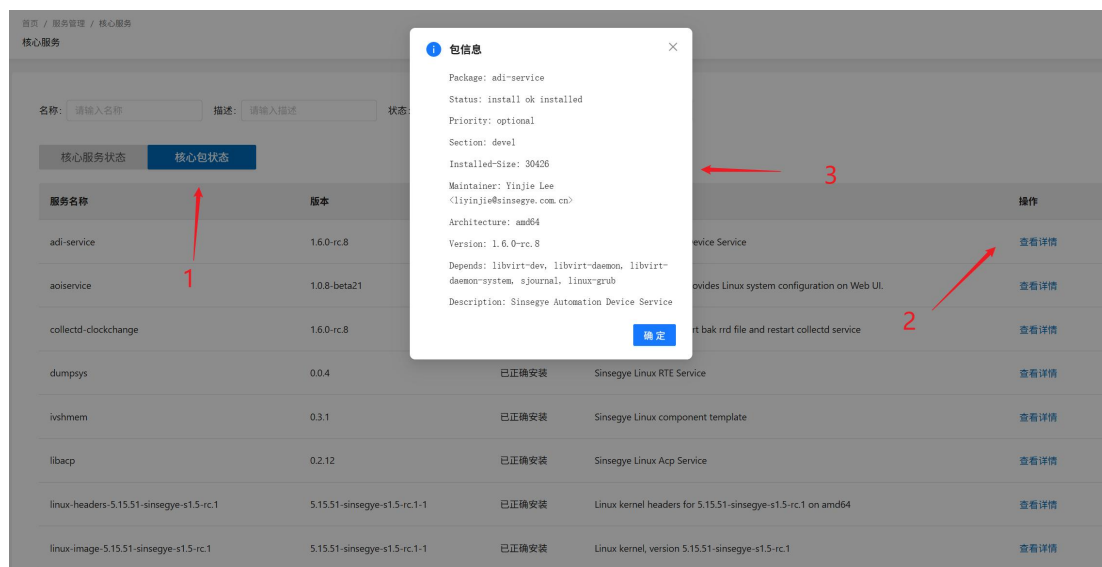 首页 / 服务管理 / 核心服务
核心服务
包信息
Package: adi-service
Status: install ok installed
Priority: optional
Section: devel
Installed-Size: 30426
Maintainer: Yinjie Lee
<liyinjie@sinsegye.com.cn>
Architecture: amd64
Version: 1.6.0-rc.8
Depends: libvirt-dev, libvirt-daemon, libvirt-
daemon-system, sjournal, linux-grub
Description: Sinsegye Automation Device Service
确 定
名称: 请输入名称 描述: 请输入描述 状态:
核心服务状态 核心包状态
1
2
3
服务名称 版本 操作
adi-service 1.6.0-rc.8 evice Service 查看详情
aoiservice 1.0.8-beta21 ovides Linux system configuration on Web UI. 查看详情
collectd-clockchange 1.6.0-rc.8 rt bak rrd file and restart collectd service 查看详情
dumpsys 0.0.4 已正确安装 Sinsegye Linux RTE Service 查看详情
ivshmem 0.3.1 已正确安装 Sinsegye Linux component template 查看详情
libacp 0.2.12 已正确安装 Sinsegye Linux Acp Service 查看详情
linux-headers-5.15.51-sinsegye-s1.5-rc.1 5.15.51-sinsegye-s1.5-rc.1-1 已正确安装 Linux kernel headers for 5.15.51-sinsegye-s1.5-rc.1 on amd64 查看详情
linux-image-5.15.51-sinsegye-s1.5-rc.1 5.15.51-sinsegye-s1.5-rc.1-1 已正确安装 Linux kernel, version 5.15.51-sinsegye-s1.5-rc.1 查看详情